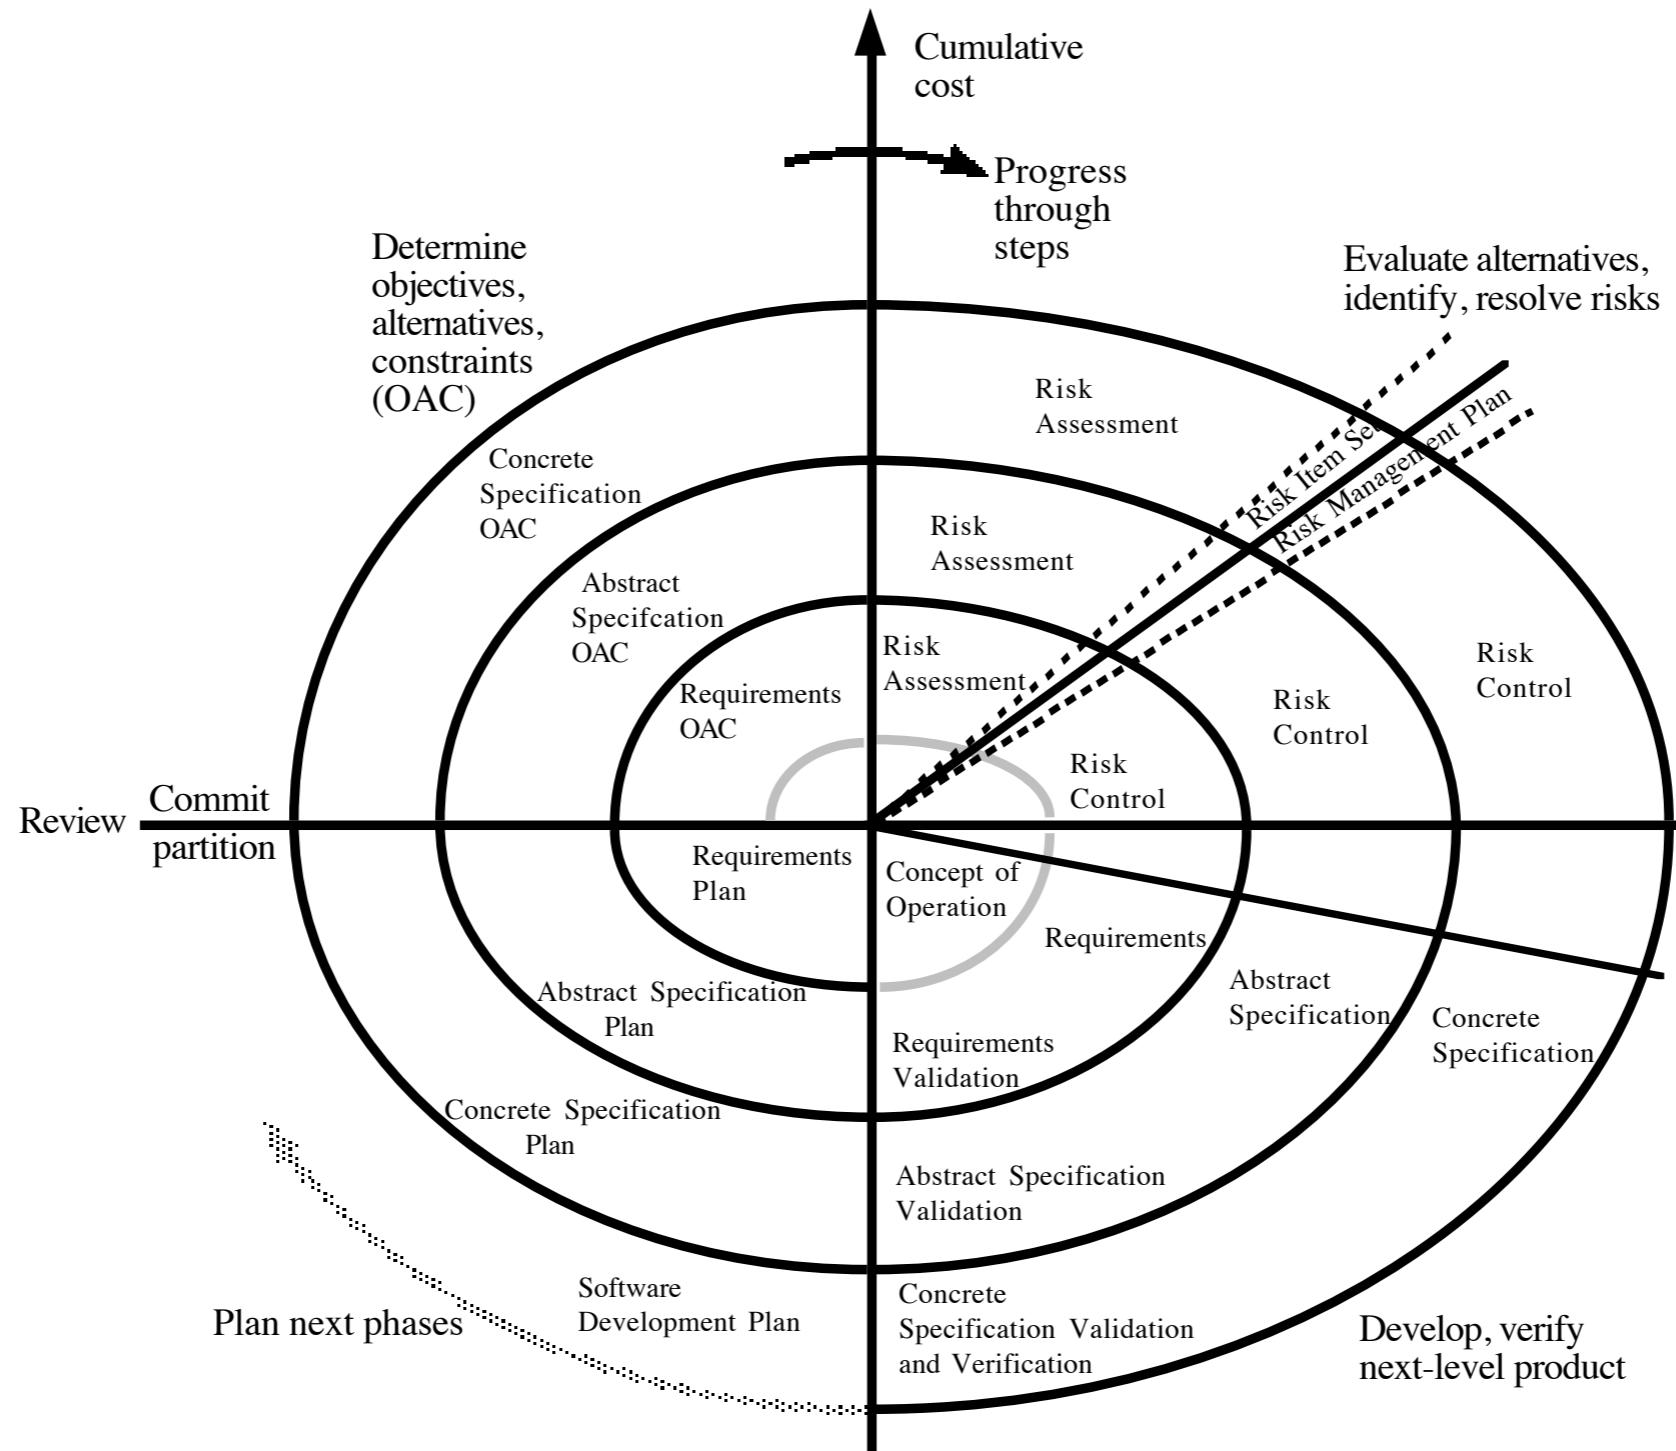 Cumulative
cost
Progress
through
steps
Determine
objectives,
alternatives,
constraints
(OAC)
Evaluate alternatives,
identify, resolve risks
Risk
Assessment
Risk Item Set
Risk Management Plan
Concrete
Specification
OAC
Risk
Assessment
Abstract
Specifcation
OAC
Risk
Assessment
Risk
Control
Requirements
OAC
Risk
Control
Risk
Control
Review
Commit
partition
Requirements
Plan
Concept of
Operation
Requirements
Abstract Specification
Plan
Abstract
Specification
Concrete
Specification
Requirements
Validation
Concrete Specification
Plan
Abstract Specification
Validation
Software
Development Plan
Concrete
Specification Validation
and Verification
Plan next phases
Develop, verify
next-level product